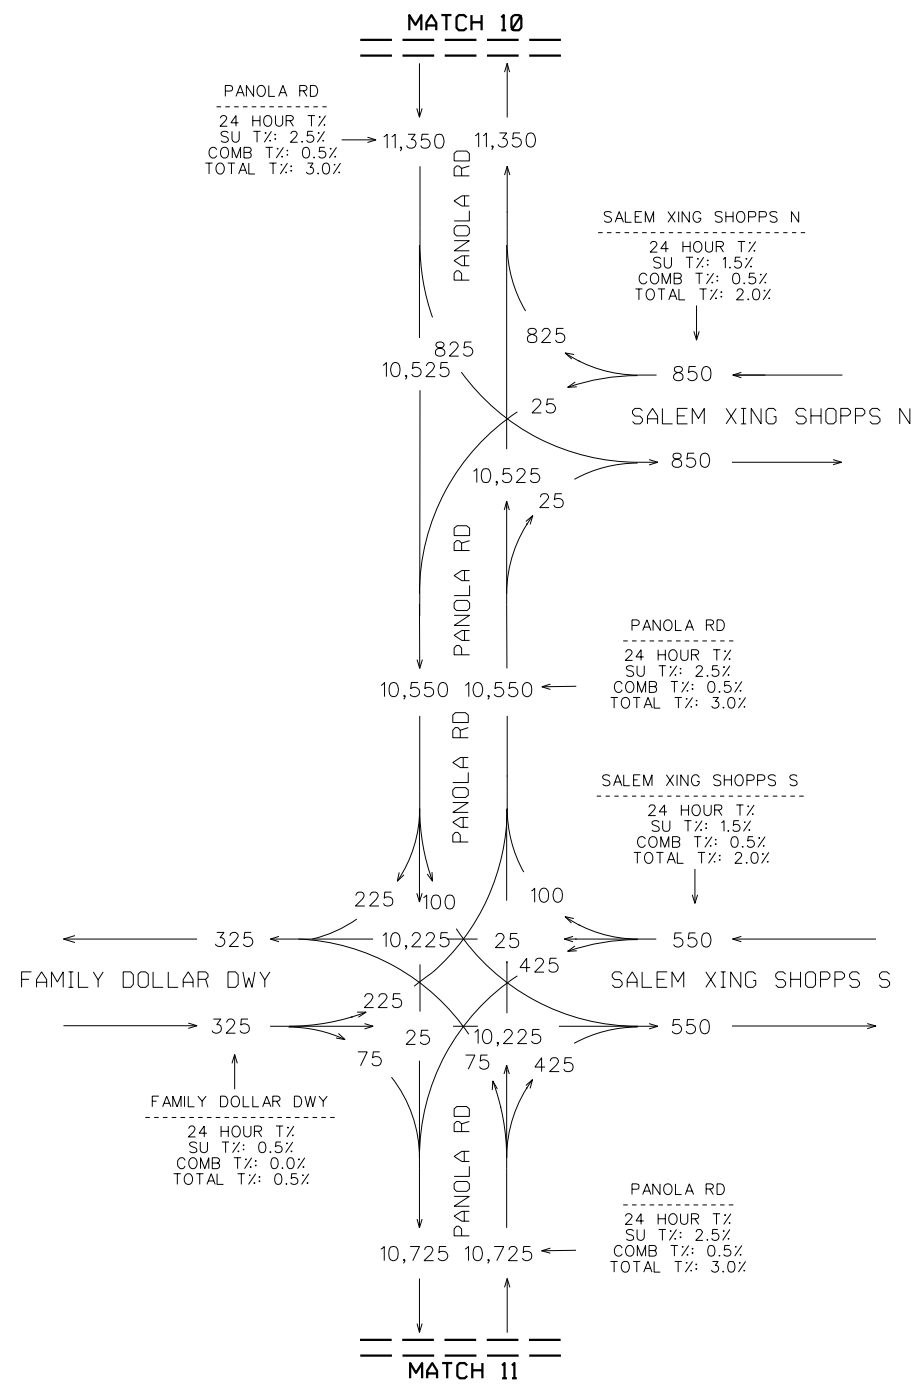 MATCH 10
PANOLA RD
24 HOUR T%
SU T%: 2.5%
COMB T%: 0.5%
TOTAL T%: 3.0%
11,350 11,350
PANOLA RD
SALEM XING SHOPPS N
24 HOUR T%
SU T%: 1.5%
COMB T%: 0.5%
TOTAL T%: 2.0%
825
825
10,525
850
25
SALEM XING SHOPPS N
850
10,525
25
PANOLA RD
PANOLA RD
24 HOUR T%
SU T%: 2.5%
COMB T%: 0.5%
TOTAL T%: 3.0%
10,550 10,550
PANOLA RD
SALEM XING SHOPPS S
24 HOUR T%
SU T%: 1.5%
COMB T%: 0.5%
TOTAL T%: 2.0%
225 100 100
325 10,225 25 550
425
FAMILY DOLLAR DWY
SALEM XING SHOPPS S
225
325 25 10,225 550
75 75 425
FAMILY DOLLAR DWY
24 HOUR T%
SU T%: 0.5%
COMB T%: 0.0%
TOTAL T%: 0.5%
PANOLA RD
PANOLA RD
24 HOUR T%
SU T%: 2.5%
COMB T%: 0.5%
TOTAL T%: 3.0%
10,725 10,725
MATCH 11